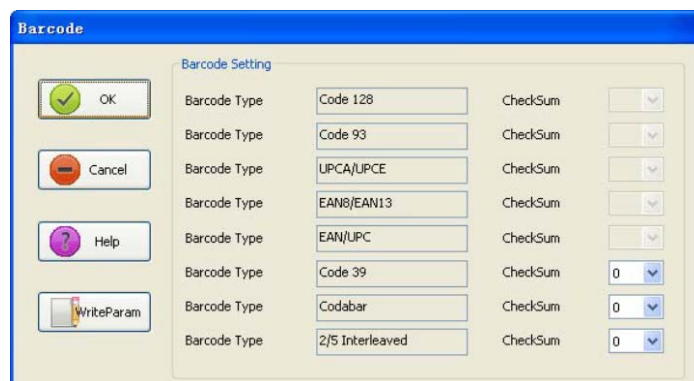 Barcode
Barcode Setting
OK
Barcode Type Code 128 CheckSum
Barcode Type Code 93 CheckSum
Cancel
Barcode Type UPCA/UPCE CheckSum
Barcode Type EAN8/EAN13 CheckSum
Help
Barcode Type EAN/UPC CheckSum
Barcode Type Code 39 CheckSum 0
WriteParam
Barcode Type Codabar CheckSum 0
Barcode Type 2/5 Interleaved CheckSum 0